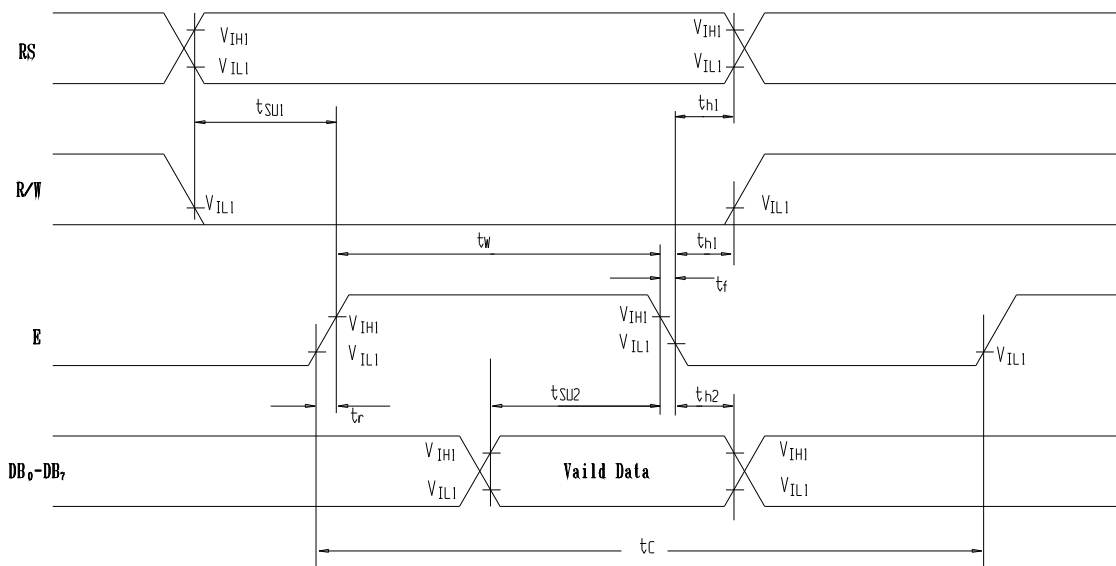 RS
VIH1
VIH1
VIL1
VIL1
tSU1
th1
R/W
VIL1
VIL1
tW
th1
tf
E
VIH1
VIH1
VIL1
VIL1
VIL1
tSU2
th2
tr
DB0-DB7
VIH1
Vaild Data
VIH1
VIL1
VIL1
tC